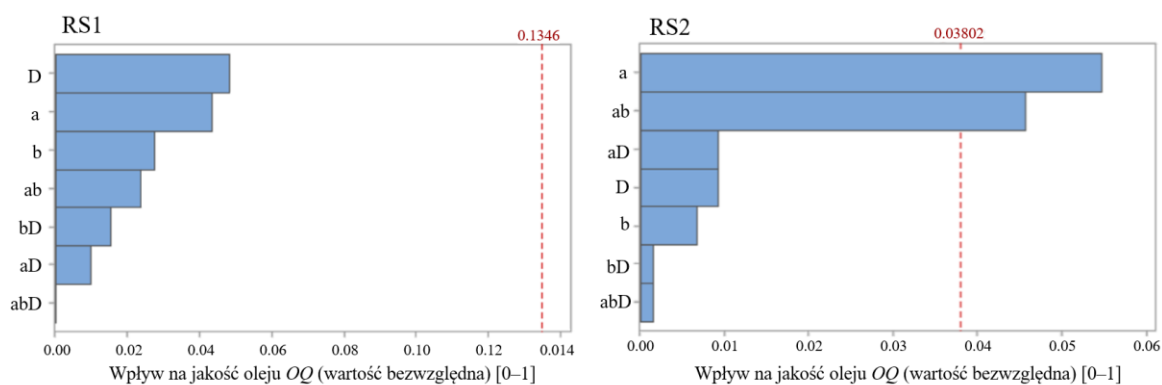 RS1
0.1346
D
a
b
ab
bD
aD
abD
0.00 0.02 0.04 0.06 0.08 0.10 0.12 0.014
Wpływ na jakość oleju OQ (wartość bezwzględna) [0–1]
RS2
0.03802
a
ab
aD
D
b
bD
abD
0.00 0.01 0.02 0.03 0.04 0.05 0.06
Wpływ na jakość oleju OQ (wartość bezwzględna) [0–1]